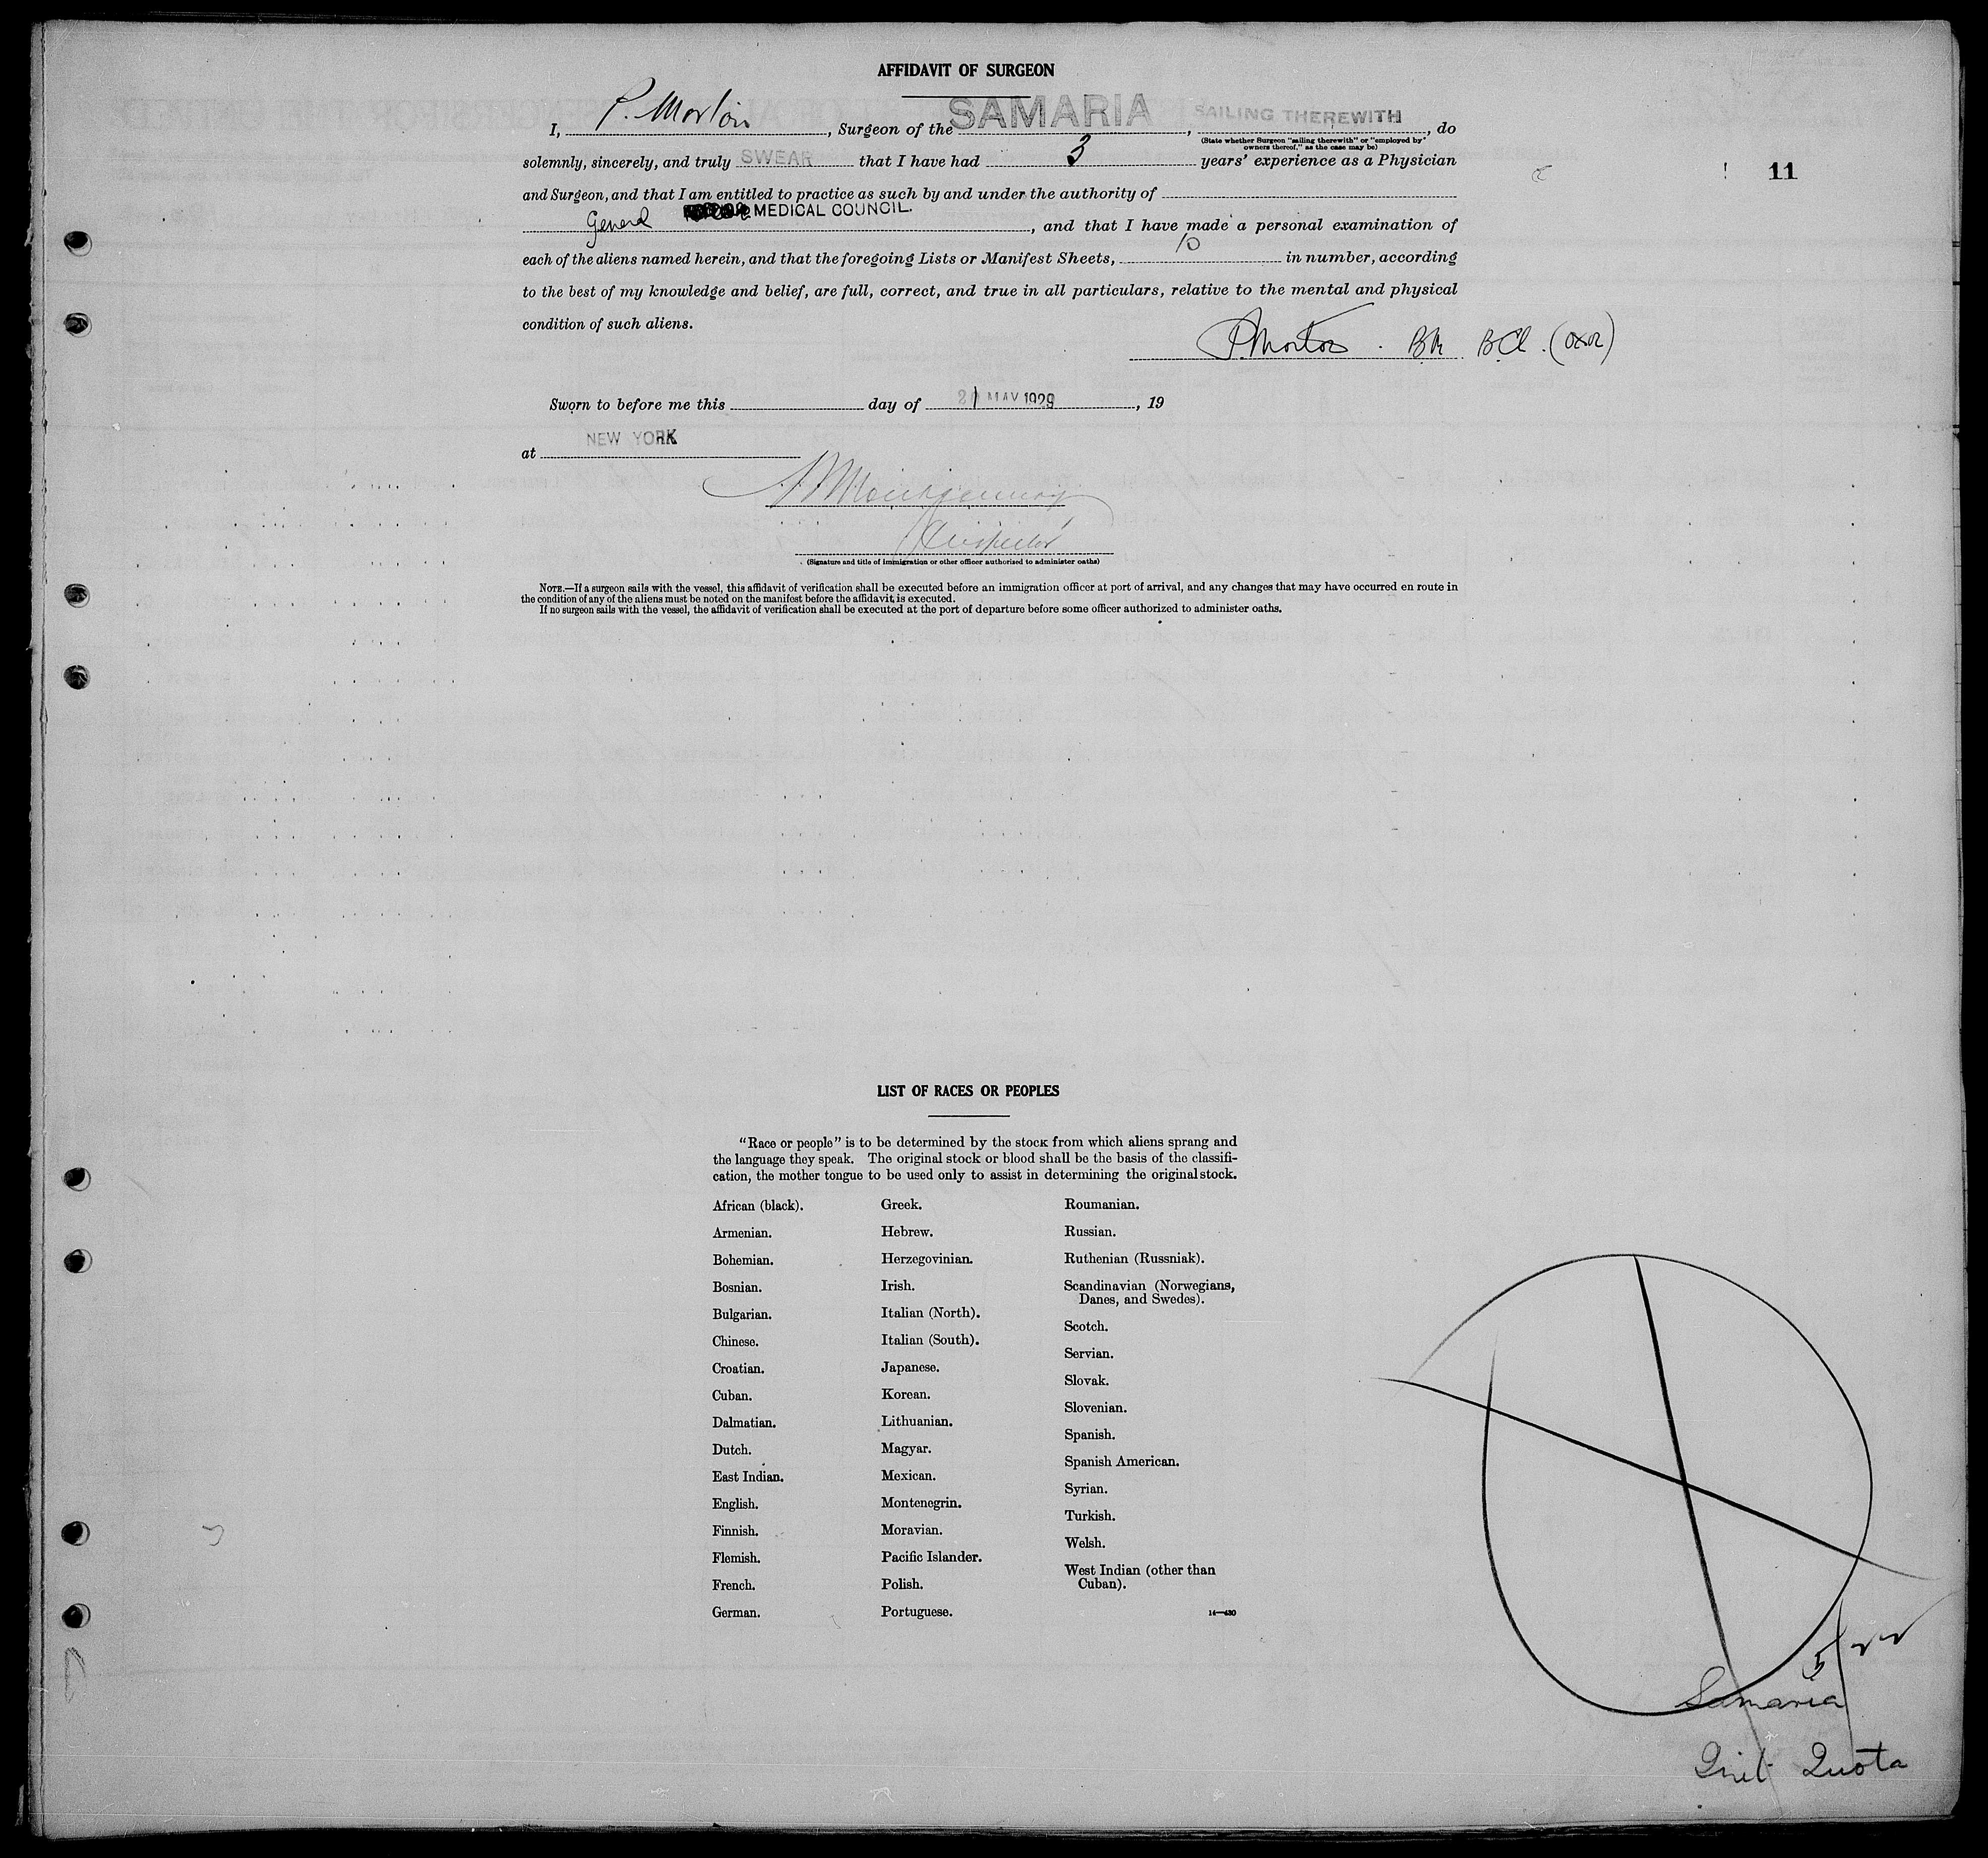 AFFIDAVIT OF SURGEON
I, P. Morton, Surgeon of the SAMARIA, SAILING THEREWITH, do
(State whether Surgeon "sailing therewith" or "employed by owners thereof," as the case may be)
solemnly, sincerely, and truly SWEAR that I have had 3 years' experience as a Physician
11
and Surgeon, and that I am entitled to practice as such by and under the authority of
General MEDICAL COUNCIL., and that I have made a personal examination of
each of the aliens named herein, and that the foregoing Lists or Manifest Sheets, 10 in number, according
to the best of my knowledge and belief, are full, correct, and true in all particulars, relative to the mental and physical
condition of such aliens.
P. Morton. BM BCh. (Oxon)
Sworn to before me this day of 21 MAY 1929, 19
at NEW YORK
Montgomery
Inspector
(Signature and title of immigration or other officer authorized to administer oaths)
NOTE.—If a surgeon sails with the vessel, this affidavit of verification shall be executed before an immigration officer at port of arrival, and any changes that may have occurred en route in
the condition of any of the aliens must be noted on the manifest before the affidavit is executed.
If no surgeon sails with the vessel, the affidavit of verification shall be executed at the port of departure before some officer authorized to administer oaths.
LIST OF RACES OR PEOPLES
"Race or people" is to be determined by the stock from which aliens sprang and
the language they speak. The original stock or blood shall be the basis of the classifi-
cation, the mother tongue to be used only to assist in determining the original stock.
African (black).
Armenian.
Bohemian.
Bosnian.
Bulgarian.
Chinese.
Croatian.
Cuban.
Dalmatian.
Dutch.
East Indian.
English.
Finnish.
Flemish.
French.
German.
Greek.
Hebrew.
Herzegovinian.
Irish.
Italian (North).
Italian (South).
Japanese.
Korean.
Lithuanian.
Magyar.
Mexican.
Montenegrin.
Moravian.
Pacific Islander.
Polish.
Portuguese.
Roumanian.
Russian.
Ruthenian (Russniak).
Scandinavian (Norwegians,
Danes, and Swedes).
Scotch.
Servian.
Slovak.
Slovenian.
Spanish.
Spanish American.
Syrian.
Turkish.
Welsh.
West Indian (other than
Cuban).
14—430
5/22
Samaria
Quota